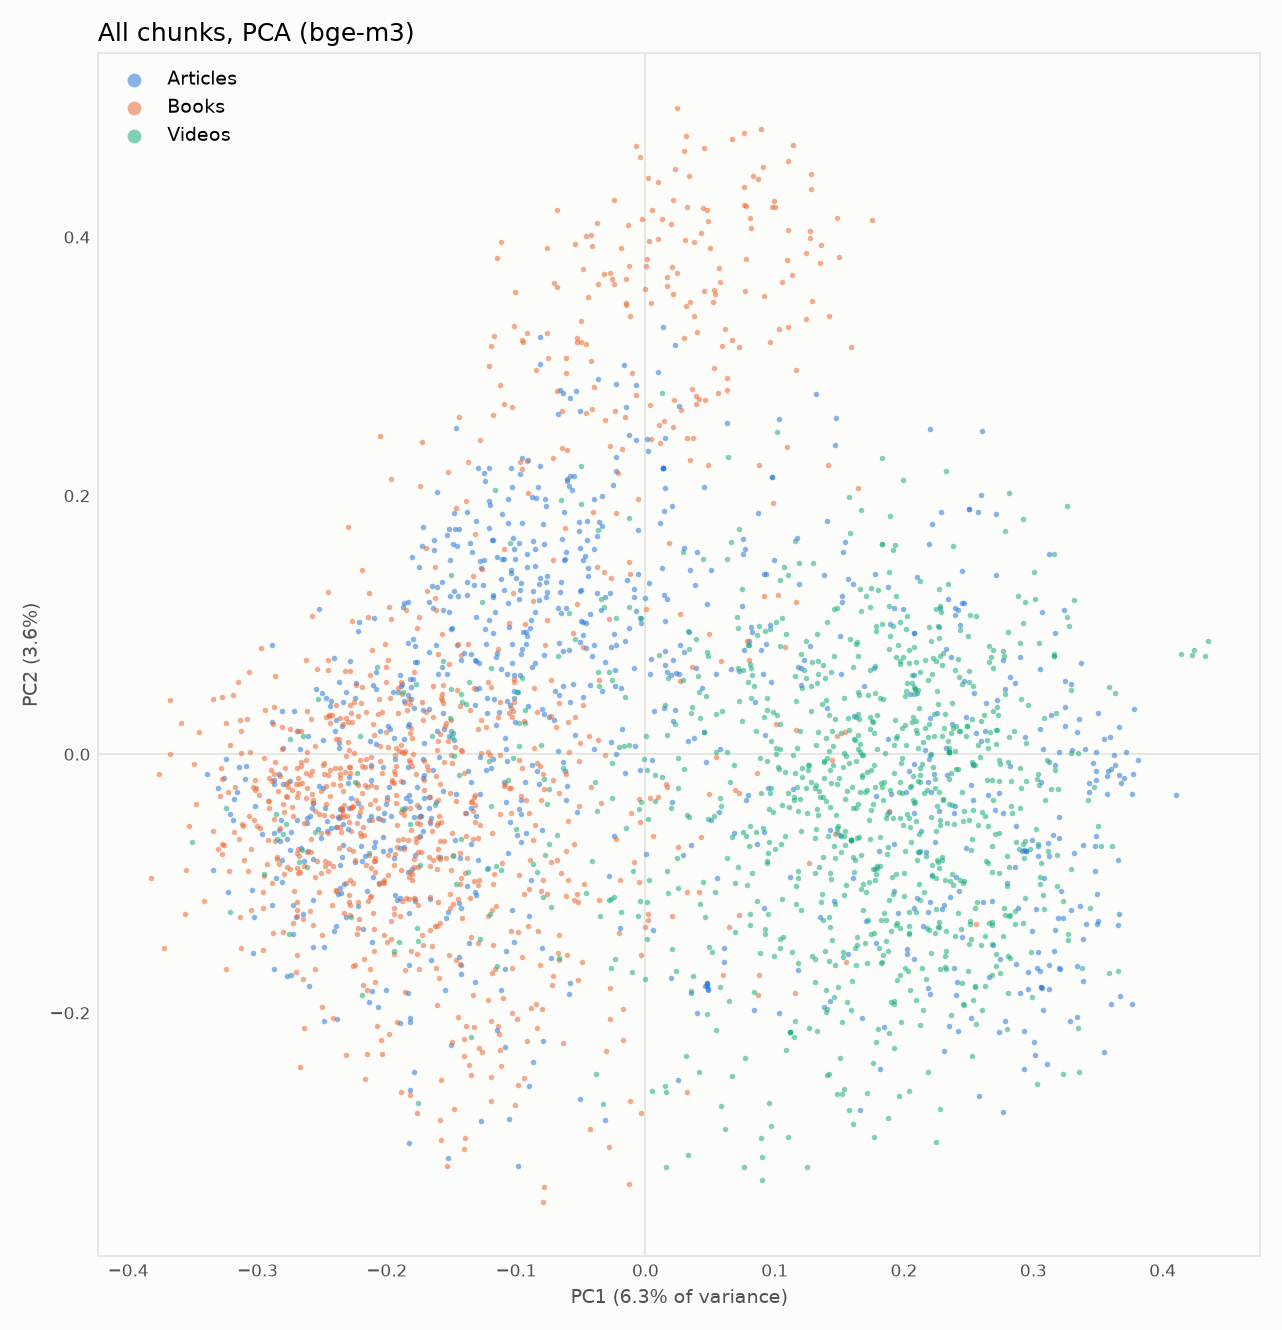 All chunks, PCA (bge-m3)
Articles
Books
Videos
0.4
0.2
0.0
−0.2
PC2 (3.6%)
−0.4
−0.3
−0.2
−0.1
0.0
0.1
0.2
0.3
0.4
PC1 (6.3% of variance)